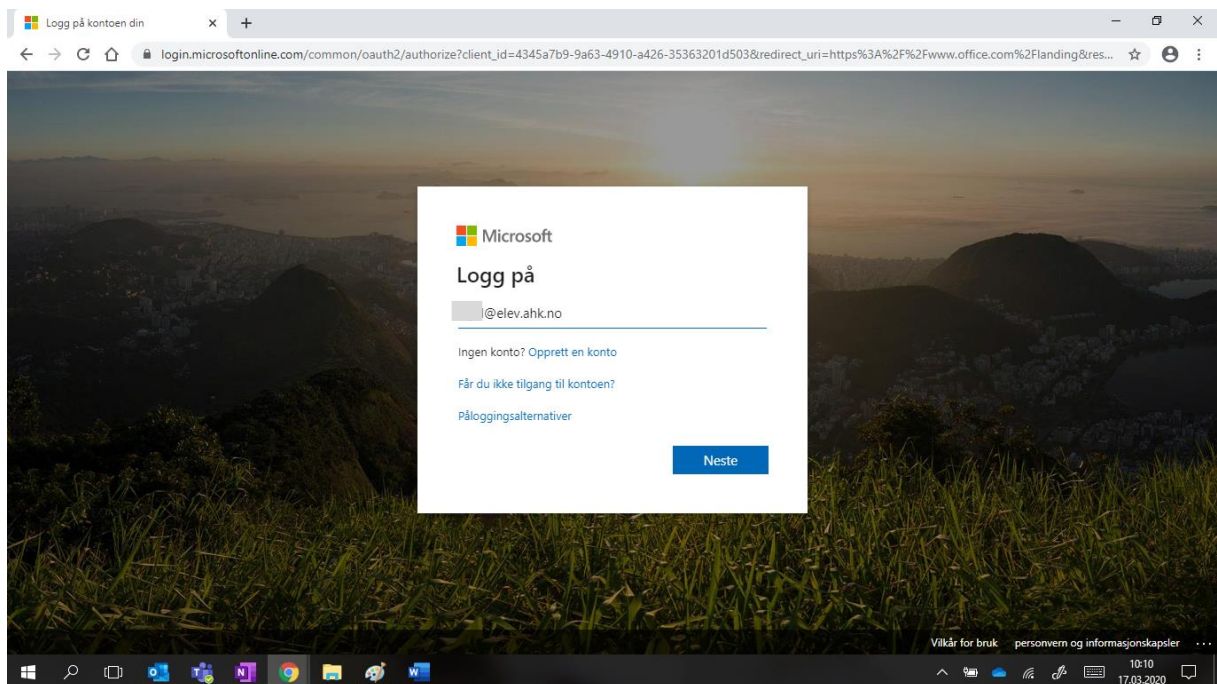 Logg på kontoen din
login.microsoftonline.com/common/oauth2/authorize?client_id=4345a7b9-9a63-4910-a426-35363201d503&redirect_uri=https%3A%2F%2Fwww.office.com%2Flanding&res...
Microsoft
Logg på
@elev.ahk.no
Ingen konto? Opprett en konto
Får du ikke tilgang til kontoen?
Påloggingsalternativer
Neste
Vilkår for bruk personvern og informasjonskapsler ...
10:10
17.03.2020